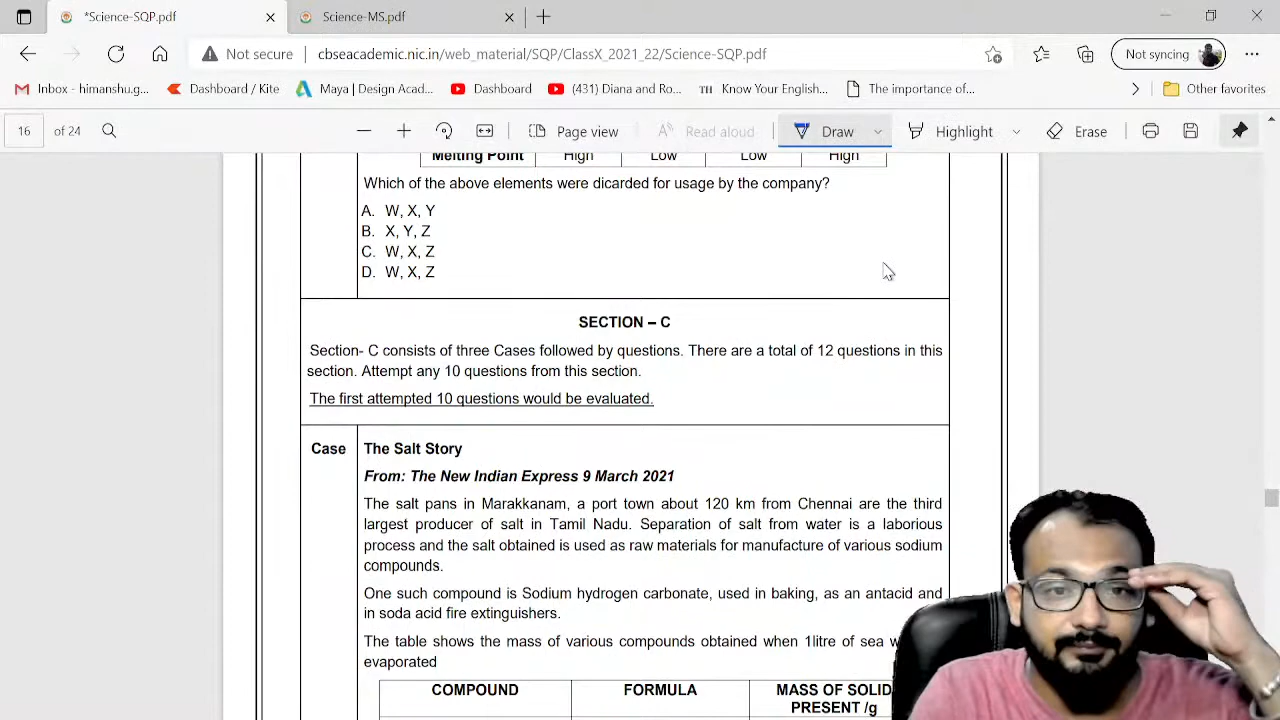 *Science-SQP.pdf
Science-MS.pdf
Not secure
cbseacademic.nic.in/web_material/SQP/ClassX_2021_22/Science-SQP.pdf
Not syncing
Inbox - himanshu.g...
Dashboard / Kite
Maya | Design Acad...
Dashboard
(431) Diana and Ro...
TH Know Your English...
The importance of...
Other favorites
16 of 24
Page view
Read aloud
Draw
Highlight
Erase
Melting Point High Low Low High
Which of the above elements were dicarded for usage by the company?
A. W, X, Y
B. X, Y, Z
C. W, X, Z
D. W, X, Z
SECTION – C
Section- C consists of three Cases followed by questions. There are a total of 12 questions in this
section. Attempt any 10 questions from this section.
The first attempted 10 questions would be evaluated.
Case The Salt Story
From: The New Indian Express 9 March 2021
The salt pans in Marakkanam, a port town about 120 km from Chennai are the third
largest producer of salt in Tamil Nadu. Separation of salt from water is a laborious
process and the salt obtained is used as raw materials for manufacture of various sodium
compounds.
One such compound is Sodium hydrogen carbonate, used in baking, as an antacid and
in soda acid fire extinguishers.
The table shows the mass of various compounds obtained when 1litre of sea
evaporated
COMPOUND FORMULA MASS OF SOLID
PRESENT /g